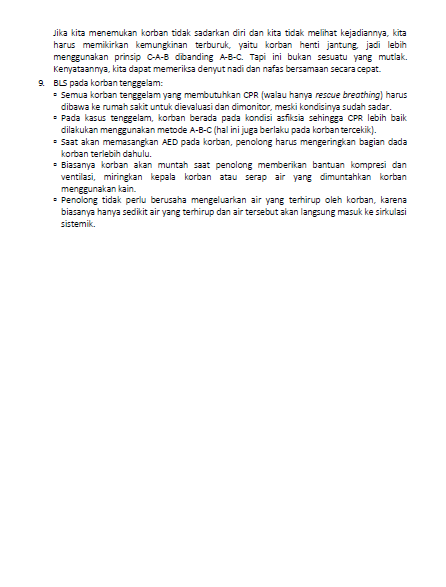 Jika kita menemukan korban tidak sadarkan diri dan kita tidak melihat kejadiannya, kita
harus memikirkan kemungkinan terburuk, yaitu korban henti jantung, jadi lebih
menggunakan prinsip C-A-B dibanding A-B-C. Tapi ini bukan sesuatu yang mutlak.
Kenyataannya, kita dapat memeriksa denyut nadi dan nafas bersamaan secara cepat.
9. BLS pada korban tenggelam:
▫ Semua korban tenggelam yang membutuhkan CPR (walau hanya rescue breathing) harus
dibawa ke rumah sakit untuk dievaluasi dan dimonitor, meski kondisinya sudah sadar.
▫ Pada kasus tenggelam, korban berada pada kondisi asfiksia sehingga CPR lebih baik
dilakukan menggunakan metode A-B-C (hal ini juga berlaku pada korban tercekik).
▫ Saat akan memasangkan AED pada korban, penolong harus mengeringkan bagian dada
korban terlebih dahulu.
▫ Biasanya korban akan muntah saat penolong memberikan bantuan kompresi dan
ventilasi, miringkan kepala korban atau serap air yang dimuntahkan korban
menggunakan kain.
▫ Penolong tidak perlu berusaha mengeluarkan air yang terhirup oleh korban, karena
biasanya hanya sedikit air yang terhirup dan air tersebut akan langsung masuk ke sirkulasi
sistemik.